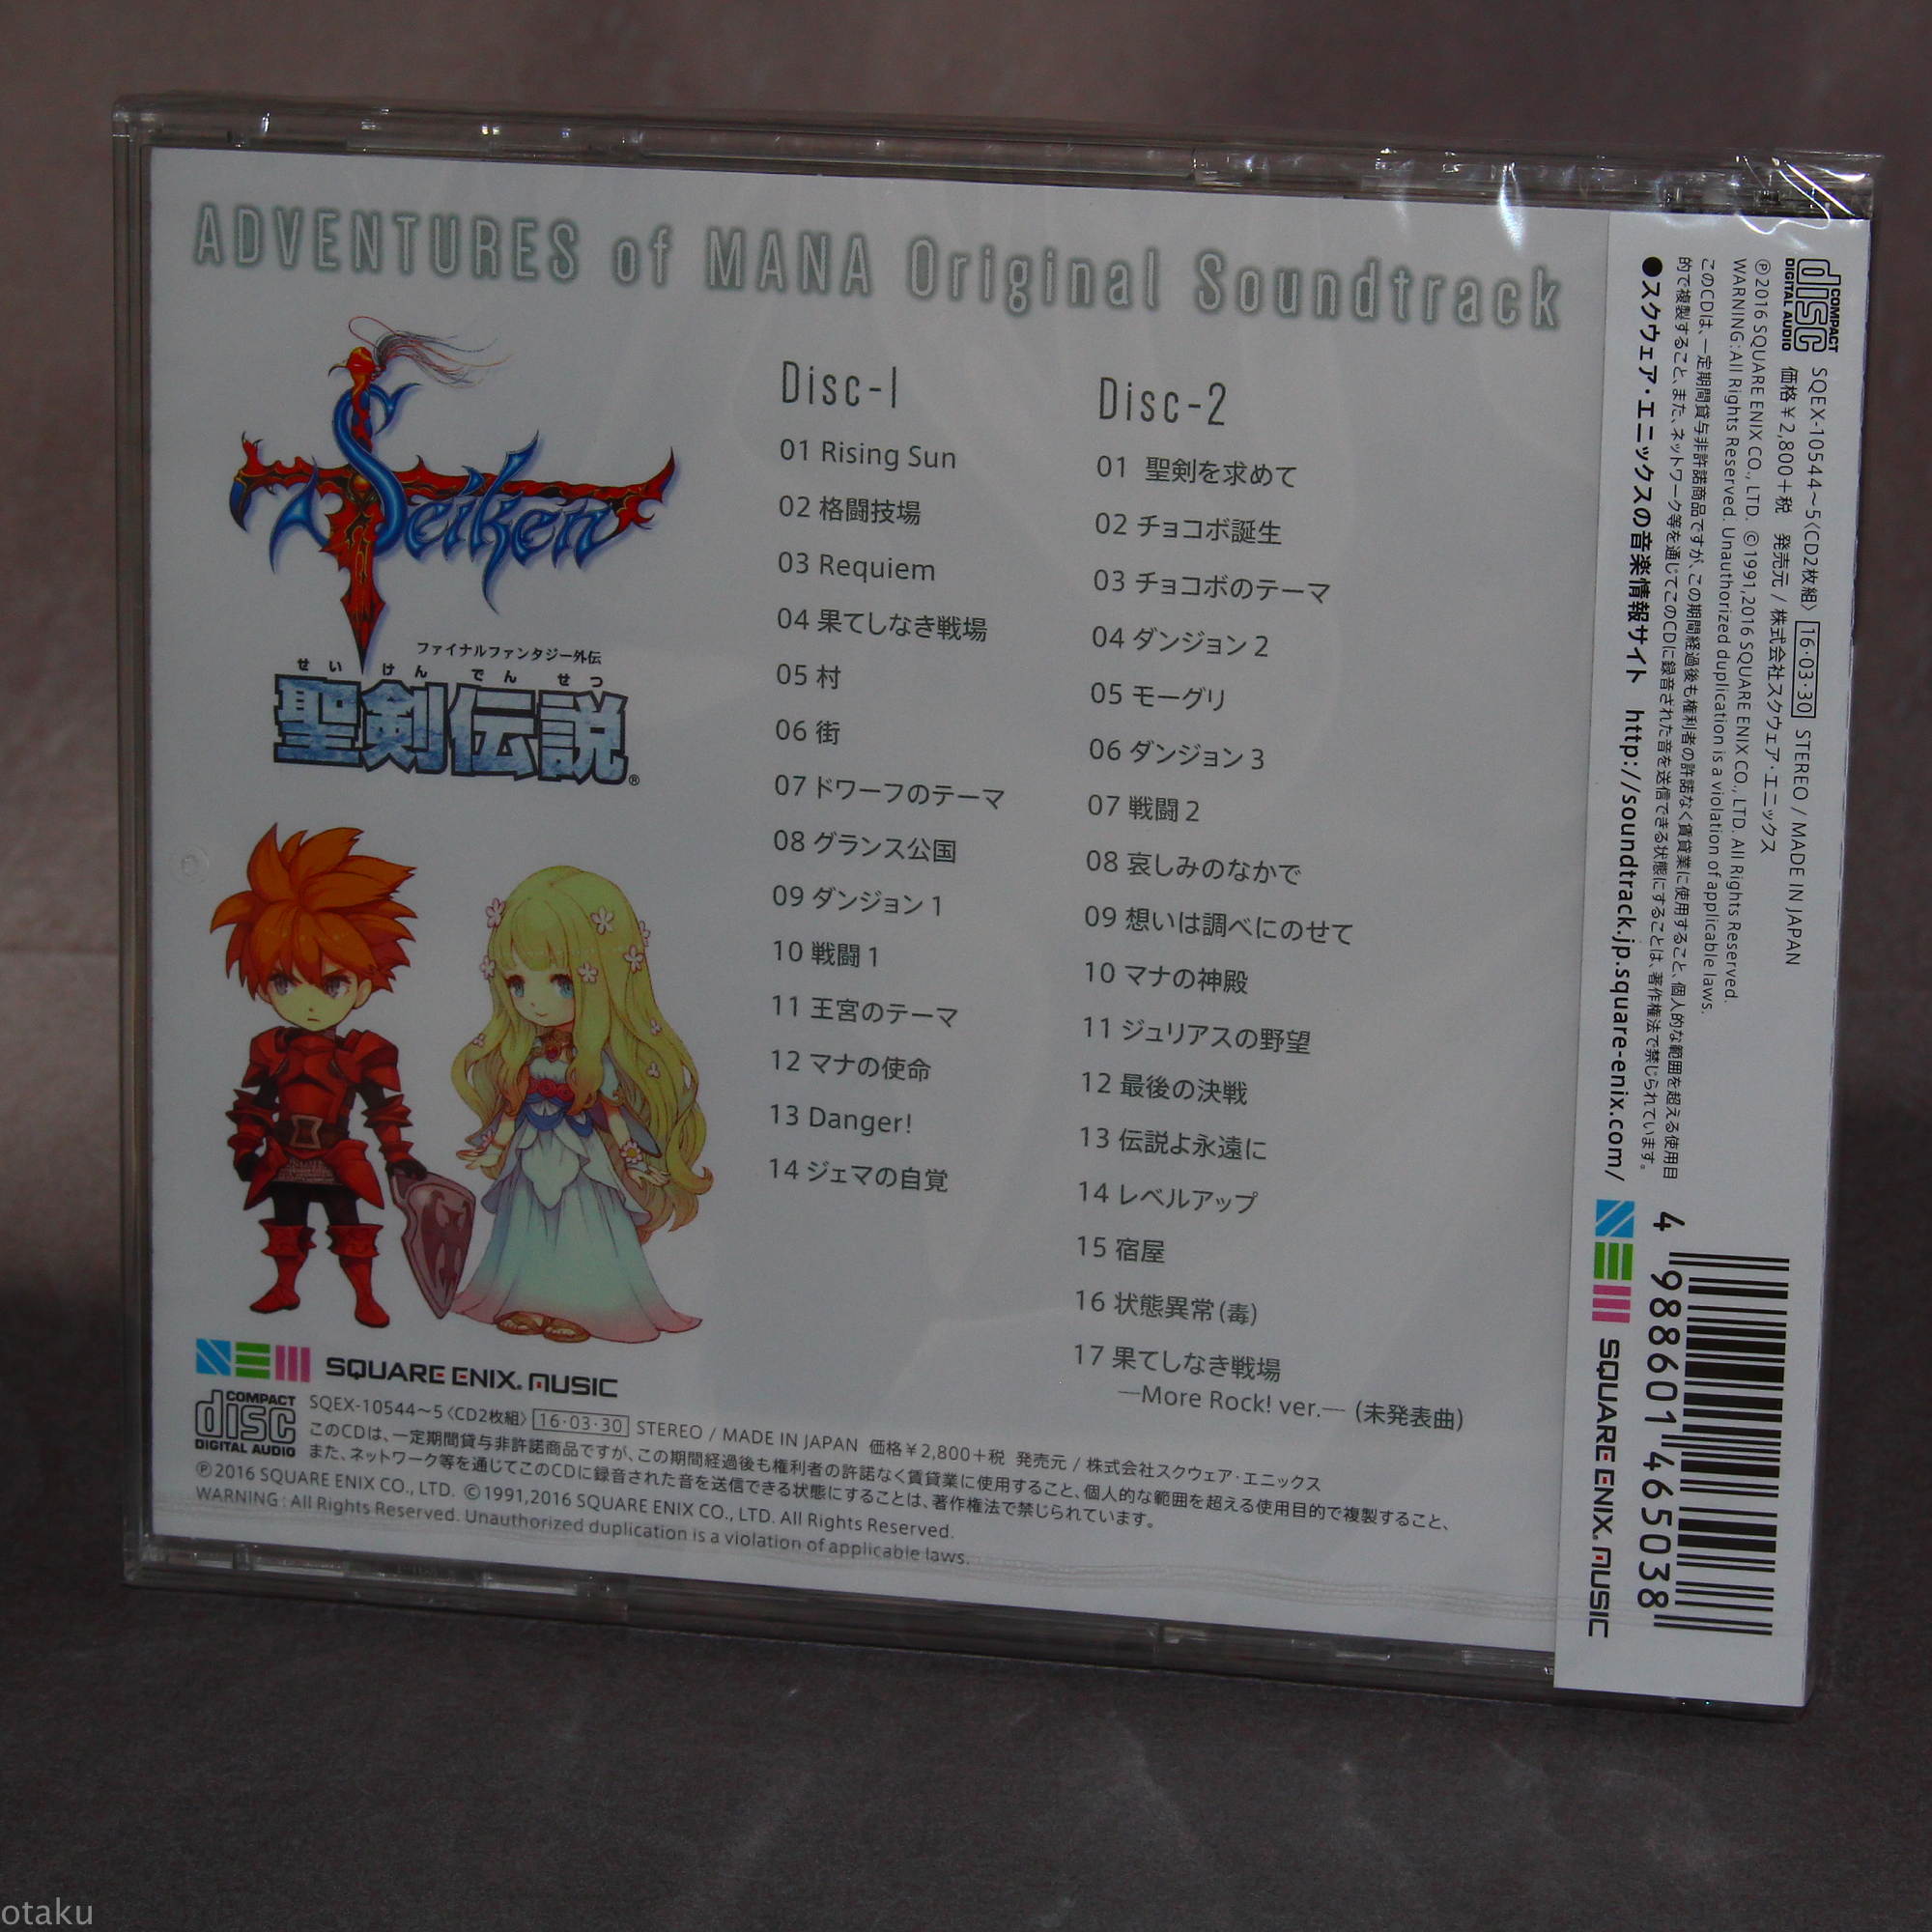 ADVENTURES of MANA Original Soundtrack
Seiken
ファイナルファンタジー外伝
せいけんでんせつ
聖剣伝説®
Disc-1
01 Rising Sun
02 格闘技場
03 Requiem
04 果てしなき戦場
05 村
06 街
07 ドワーフのテーマ
08 グランス公国
09 ダンジョン 1
10 戦闘 1
11 王宮のテーマ
12 マナの使命
13 Danger!
14 ジェマの自覚
Disc-2
01 聖剣を求めて
02 チョコボ誕生
03 チョコボのテーマ
04 ダンジョン 2
05 モーグリ
06 ダンジョン 3
07 戦闘 2
08 哀しみのなかで
09 想いは調べにのせて
10 マナの神殿
11 ジュリアスの野望
12 最後の決戦
13 伝説よ永遠に
14 レベルアップ
15 宿屋
16 状態異常(毒)
17 果てしなき戦場
—More Rock! ver.— (未発表曲)
SQUARE ENIX. MUSIC
COMPACT disc DIGITAL AUDIO
SQEX-10544～5〈CD2枚組〉 16·03·30 STEREO / MADE IN JAPAN 価格￥2,800＋税 発売元 / 株式会社スクウェア・エニックス
このCDは、一定期間貸与非許諾商品ですが、この期間経過後も権利者の許諾なく賃貸業に使用すること、個人的な範囲を超える使用目的で複製すること、
また、ネットワーク等を通じてこのCDに録音された音を送信できる状態にすることは、著作権法で禁じられています。
Ⓟ2016 SQUARE ENIX CO., LTD. ©1991,2016 SQUARE ENIX CO., LTD. All Rights Reserved.
WARNING: All Rights Reserved. Unauthorized duplication is a violation of applicable laws.
COMPACT disc DIGITAL AUDIO
SQEX-10544～5〈CD2枚組〉 16·03·30 STEREO / MADE IN JAPAN
価格￥2,800＋税 発売元 / 株式会社スクウェア・エニックス
Ⓟ2016 SQUARE ENIX CO., LTD. ©1991,2016 SQUARE ENIX CO., LTD. All Rights Reserved.
WARNING: All Rights Reserved. Unauthorized duplication is a violation of applicable laws.
このCDは、一定期間貸与非許諾商品ですが、この期間経過後も権利者の許諾なく賃貸業に使用すること、個人的な範囲を超える使用目
的で複製すること、また、ネットワーク等を通じてこのCDに録音された音を送信できる状態にすることは、著作権法で禁じられています。
●スクウェア・エニックスの音楽情報サイト http://soundtrack.jp.square-enix.com/
4 988601 465038
SQUARE ENIX. MUSIC
otaku